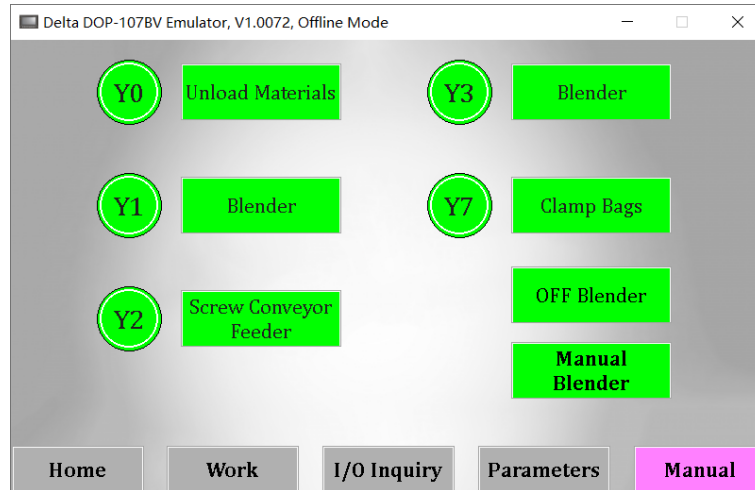 Delta DOP-107BV Emulator, V1.0072, Offline Mode
Y0
Unload Materials
Y3
Blender
Y1
Blender
Y7
Clamp Bags
Y2
Screw Conveyor
Feeder
OFF Blender
Manual
Blender
Home
Work
I/O Inquiry
Parameters
Manual